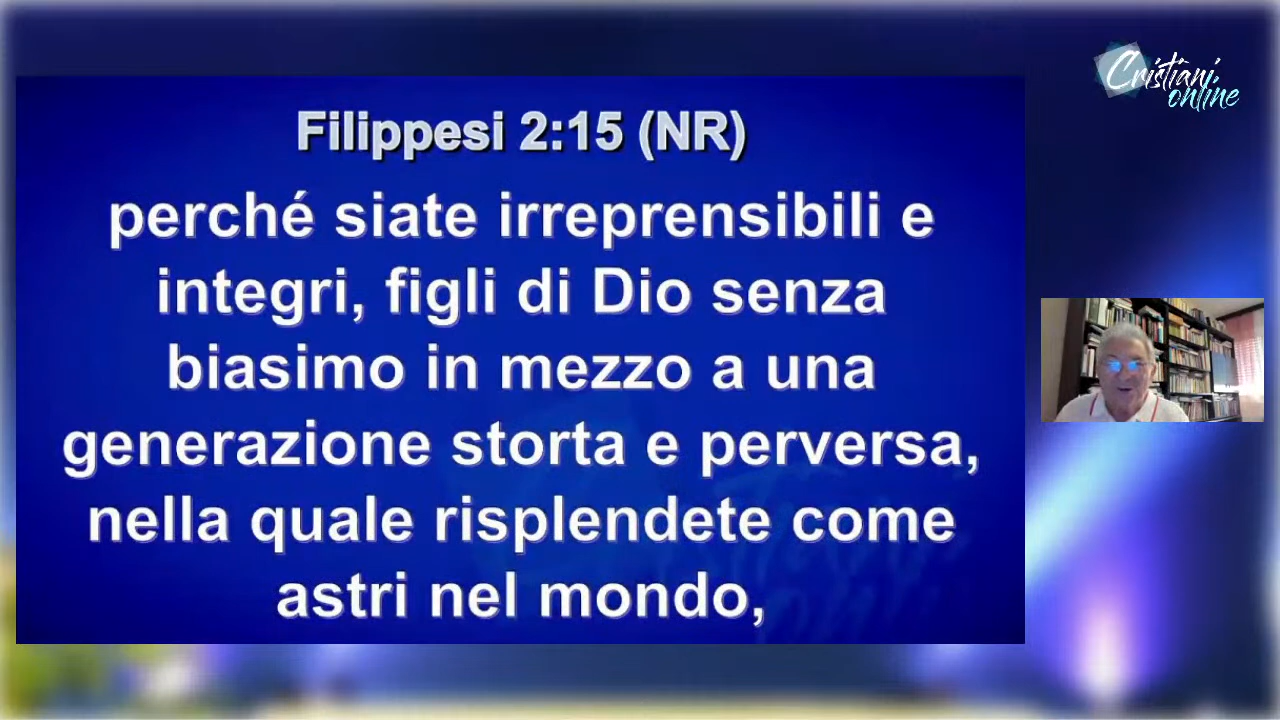 Cristiani
online
Filippesi 2:15 (NR)
perché siate irreprensibili e
integri, figli di Dio senza
biasimo in mezzo a una
generazione storta e perversa,
nella quale risplendete come
astri nel mondo,